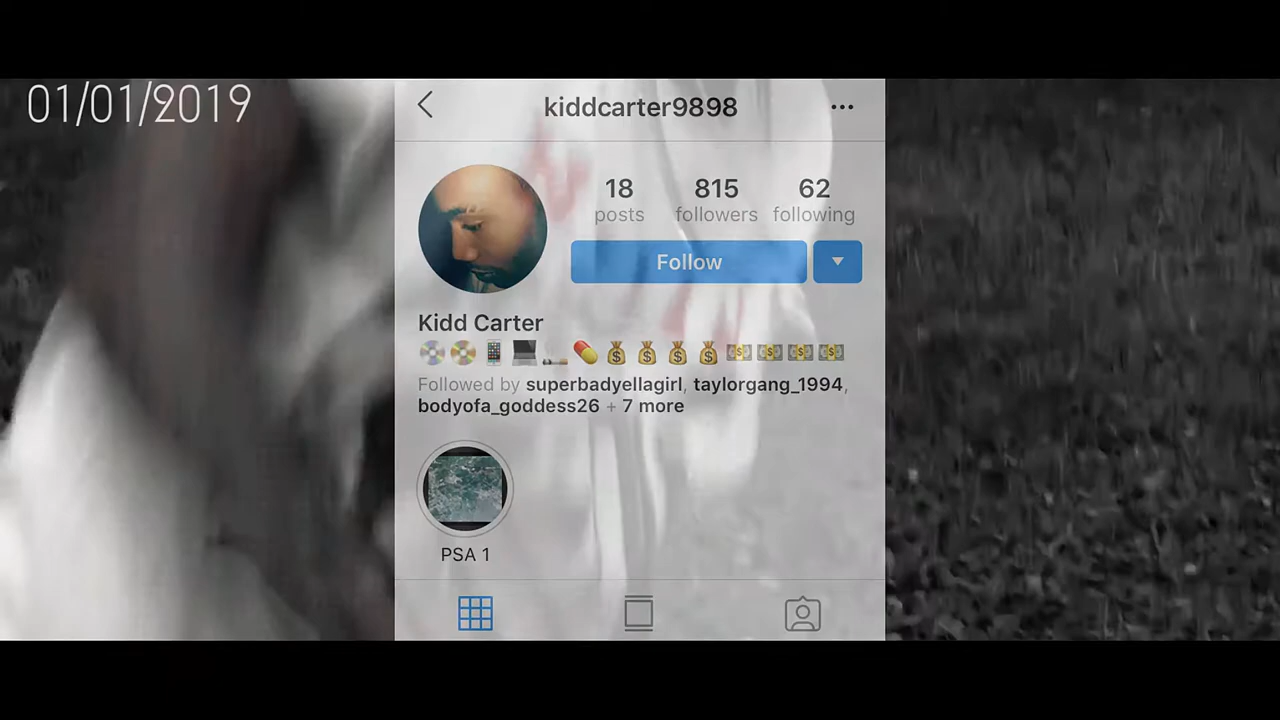 01/01/2019
kiddcarter9898
18 815 62
posts followers following
Follow
Kidd Carter
💿📀📱💻🚬💊💰💰💰💰💵💵💵💵
Followed by superbadyellagirl, taylorgang_1994,
bodyofa_goddess26 + 7 more
PSA 1